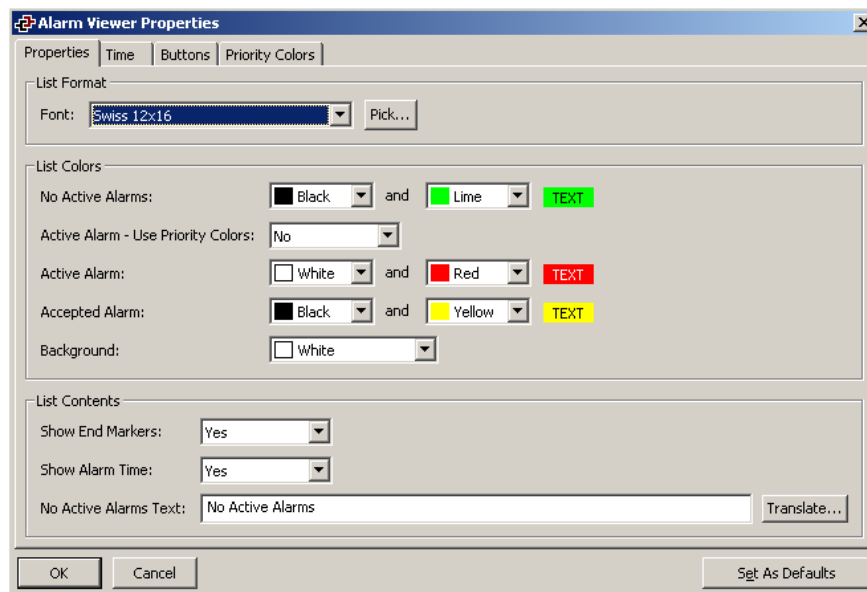 Alarm Viewer Properties
Properties Time Buttons Priority Colors
List Format
Font: Swiss 12x16 Pick...
List Colors
No Active Alarms: Black and Lime TEXT
Active Alarm - Use Priority Colors: No
Active Alarm: White and Red TEXT
Accepted Alarm: Black and Yellow TEXT
Background: White
List Contents
Show End Markers: Yes
Show Alarm Time: Yes
No Active Alarms Text: No Active Alarms Translate...
OK Cancel Set As Defaults